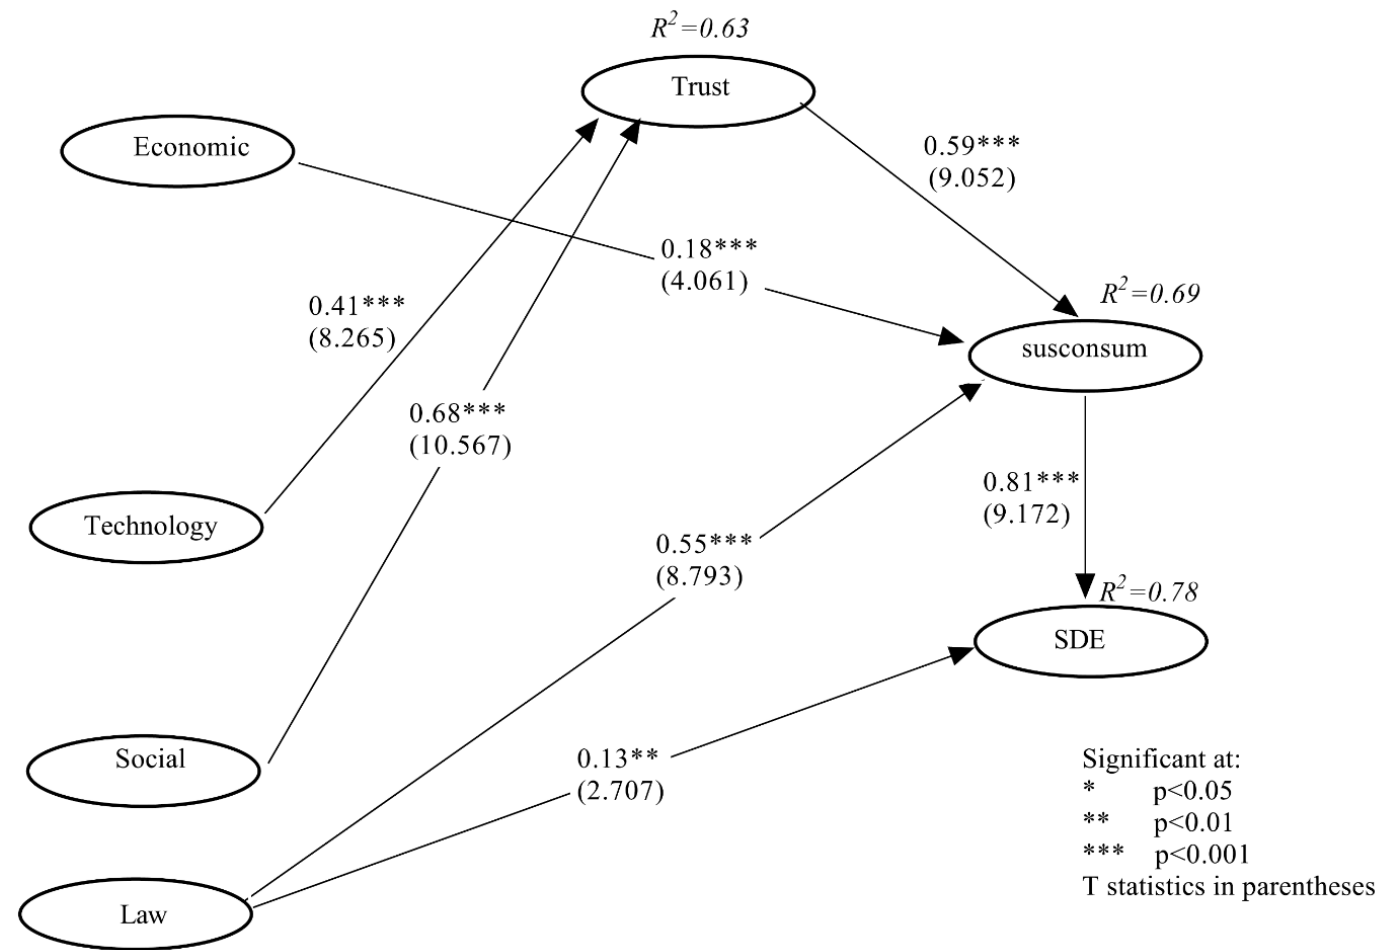 R²=0.63
Trust
Economic
0.59***
(9.052)
0.18***
(4.061)
R²=0.69
0.41***
(8.265)
susconsum
0.68***
(10.567)
0.81***
(9.172)
Technology
0.55***
(8.793)
R²=0.78
SDE
Social
0.13**
(2.707)
Significant at:
* p<0.05
** p<0.01
*** p<0.001
T statistics in parentheses
Law